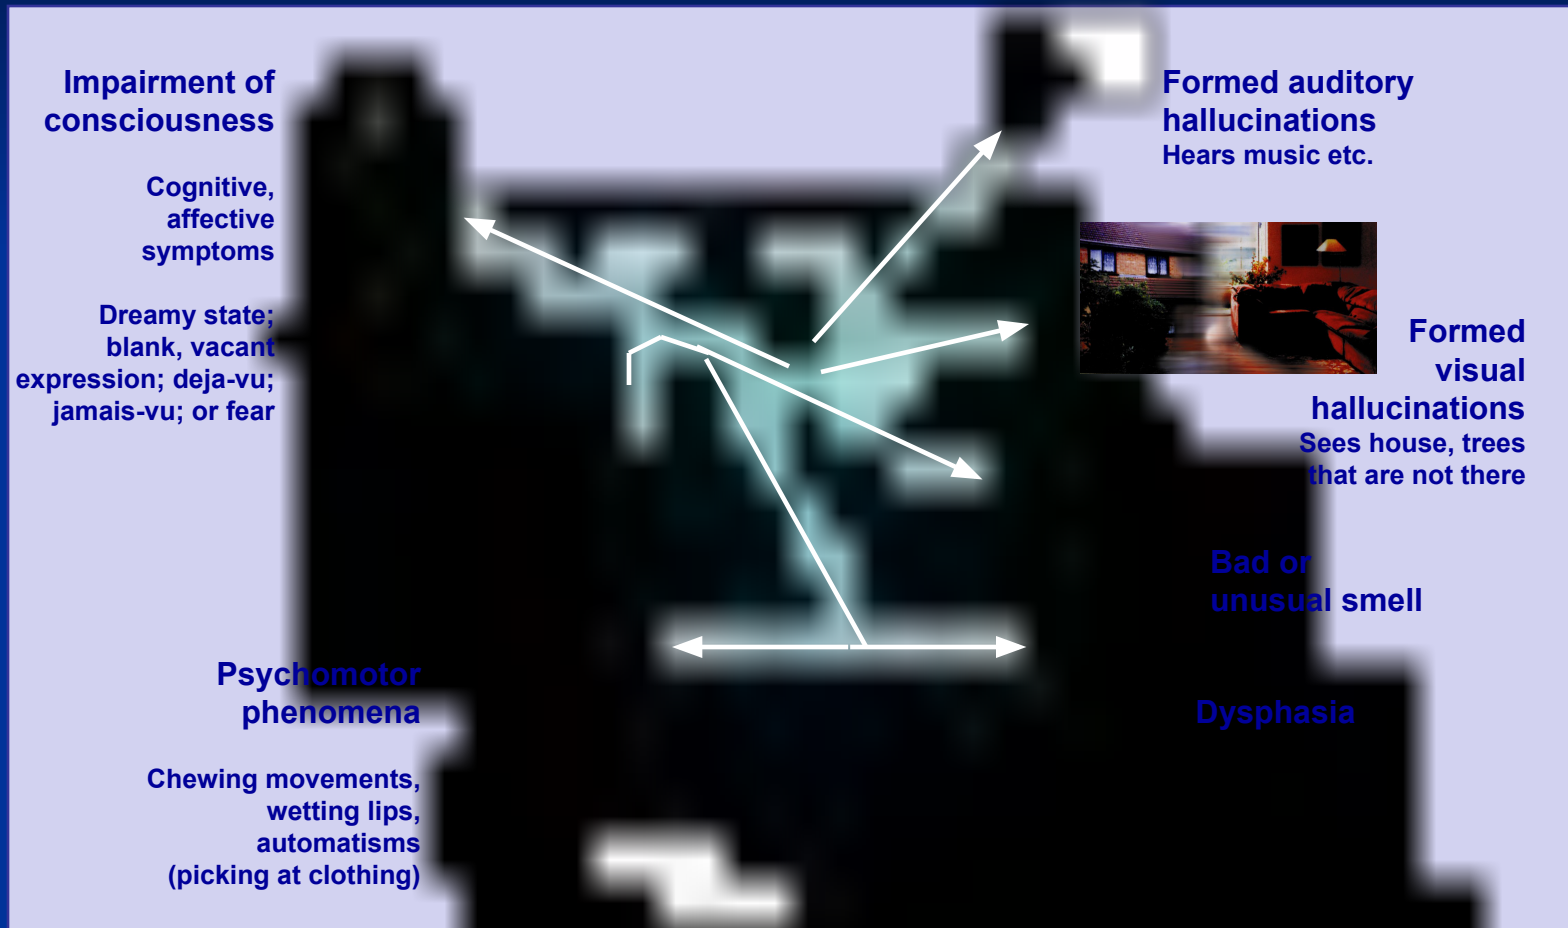 Impairment of
consciousness
Cognitive,
affective
symptoms
Dreamy state;
blank, vacant
expression; deja-vu;
jamais-vu; or fear
Psychomotor
phenomena
Chewing movements,
wetting lips,
automatisms
(picking at clothing)
Formed auditory
hallucinations
Hears music etc.
Formed
visual
hallucinations
Sees house, trees
that are not there
Bad or
unusual smell
Dysphasia